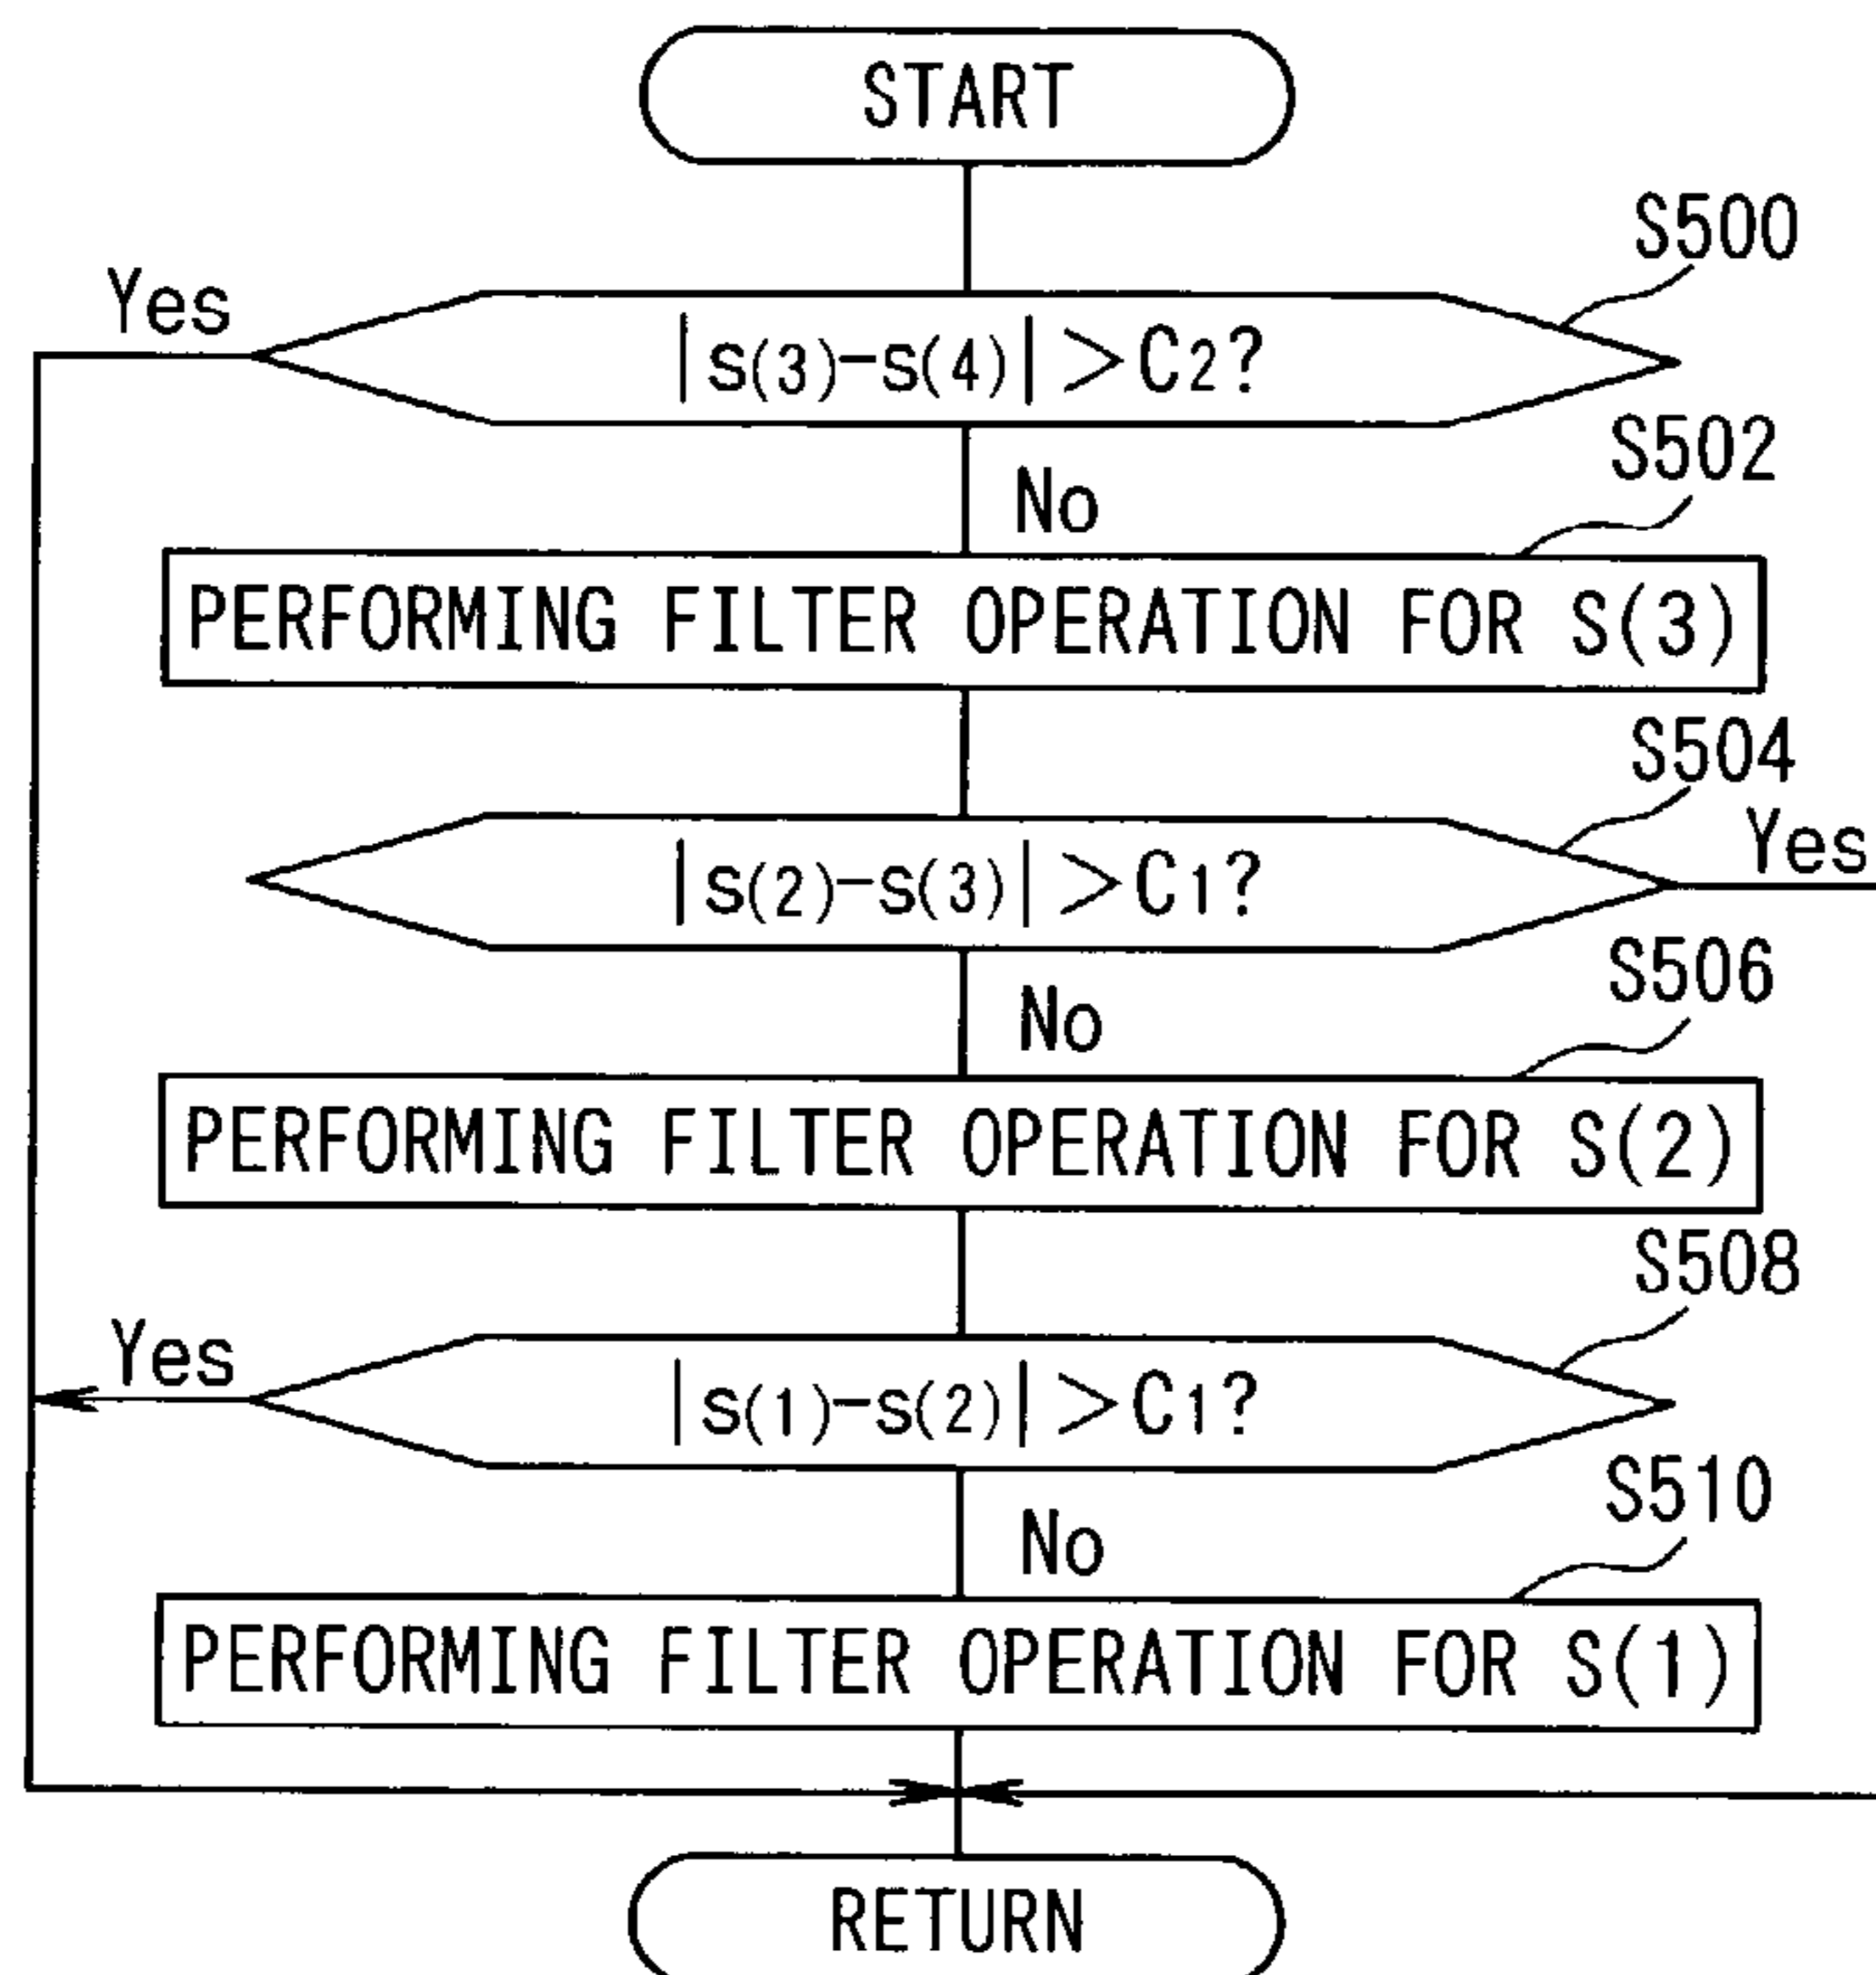 START
S500
Yes
|s(3)-s(4)|>C2?
S502
No
PERFORMING FILTER OPERATION FOR S(3)
S504
Yes
|s(2)-s(3)|>C1?
S506
No
PERFORMING FILTER OPERATION FOR S(2)
S508
Yes
|s(1)-s(2)|>C1?
S510
No
PERFORMING FILTER OPERATION FOR S(1)
RETURN